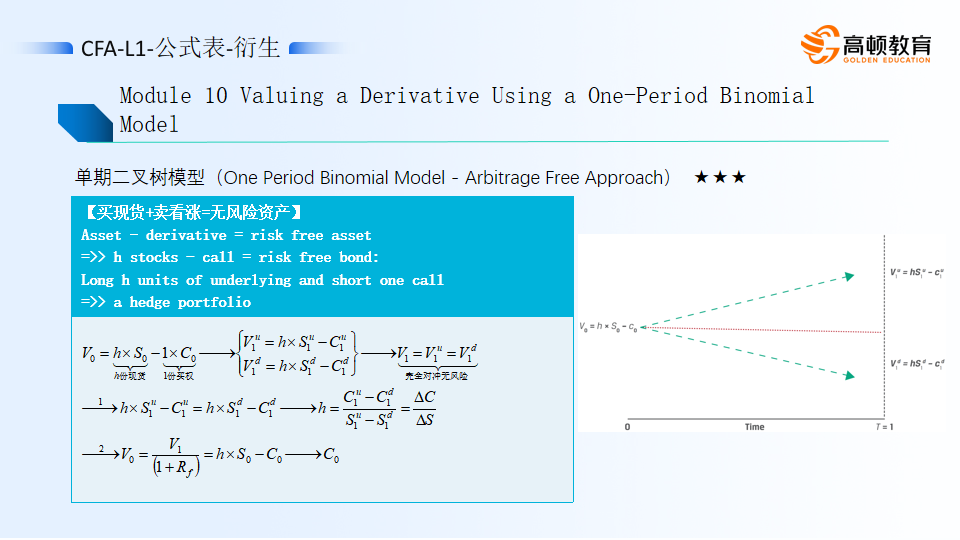 CFA-L1-公式表-衍生
高顿教育
GOLDEN EDUCATION
Module 10 Valuing a Derivative Using a One-Period Binomial
Model
单期二叉树模型（One Period Binomial Model - Arbitrage Free Approach） ★★★
【买现货+卖看涨=无风险资产】
Asset - derivative = risk free asset
=>> h stocks - call = risk free bond:
Long h units of underlying and short one call
=>> a hedge portfolio
V₀ = h×S₀ − 1×C₀ ⟶ {V₁ᵘ = h×S₁ᵘ − C₁ᵘ
V₁ᵈ = h×S₁ᵈ − C₁ᵈ} ⟶ V₁ = V₁ᵘ = V₁ᵈ
h份现货 1份买权 完全对冲无风险
⟶¹ h×S₁ᵘ − C₁ᵘ = h×S₁ᵈ − C₁ᵈ ⟶ h = (C₁ᵘ − C₁ᵈ)/(S₁ᵘ − S₁ᵈ) = ΔC/ΔS
⟶² V₀ = V₁/(1+R_f) = h×S₀ − C₀ ⟶ C₀
V₁ᵘ = hS₁ᵘ − c₁ᵘ
V₀ = h × S₀ − c₀
V₁ᵈ = hS₁ᵈ − c₁ᵈ
0 Time T = 1